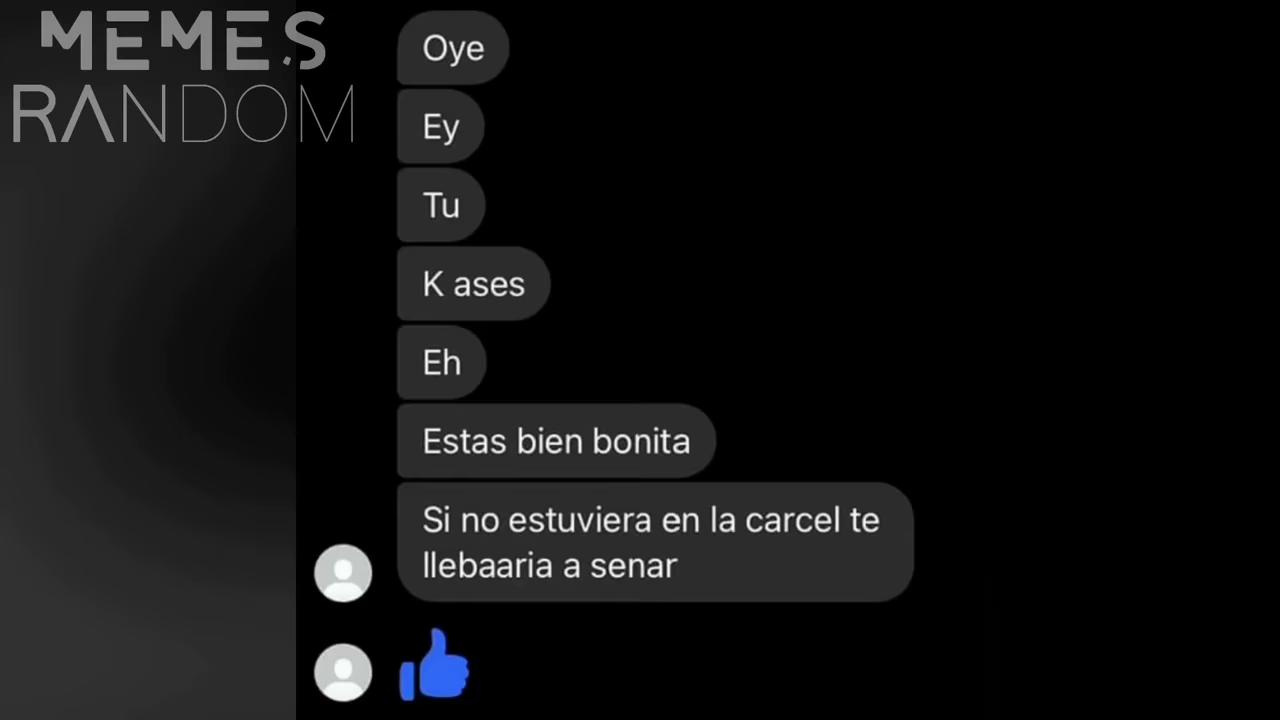 MEMES
RANDOM
Oye
Ey
Tu
K ases
Eh
Estas bien bonita
Si no estuviera en la carcel te
llebaaria a senar